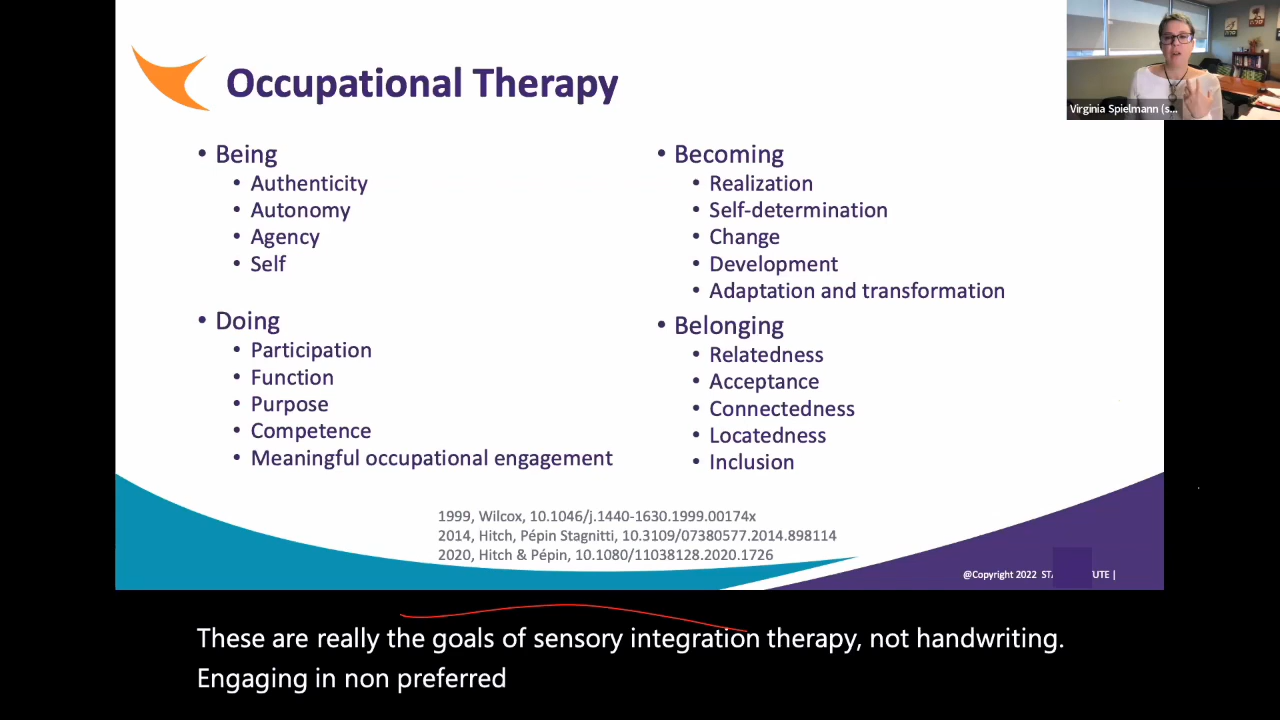 Occupational Therapy
• Being
• Authenticity
• Autonomy
• Agency
• Self
• Doing
• Participation
• Function
• Purpose
• Competence
• Meaningful occupational engagement
• Becoming
• Realization
• Self-determination
• Change
• Development
• Adaptation and transformation
• Belonging
• Relatedness
• Acceptance
• Connectedness
• Locatedness
• Inclusion
1999, Wilcox, 10.1046/j.1440-1630.1999.00174x
2014, Hitch, Pépin Stagnitti, 10.3109/07380577.2014.898114
2020, Hitch & Pépin, 10.1080/11038128.2020.1726
@Copyright 2022 STA UTE |
Virginia Spielmann (s...
These are really the goals of sensory integration therapy, not handwriting.
Engaging in non preferred